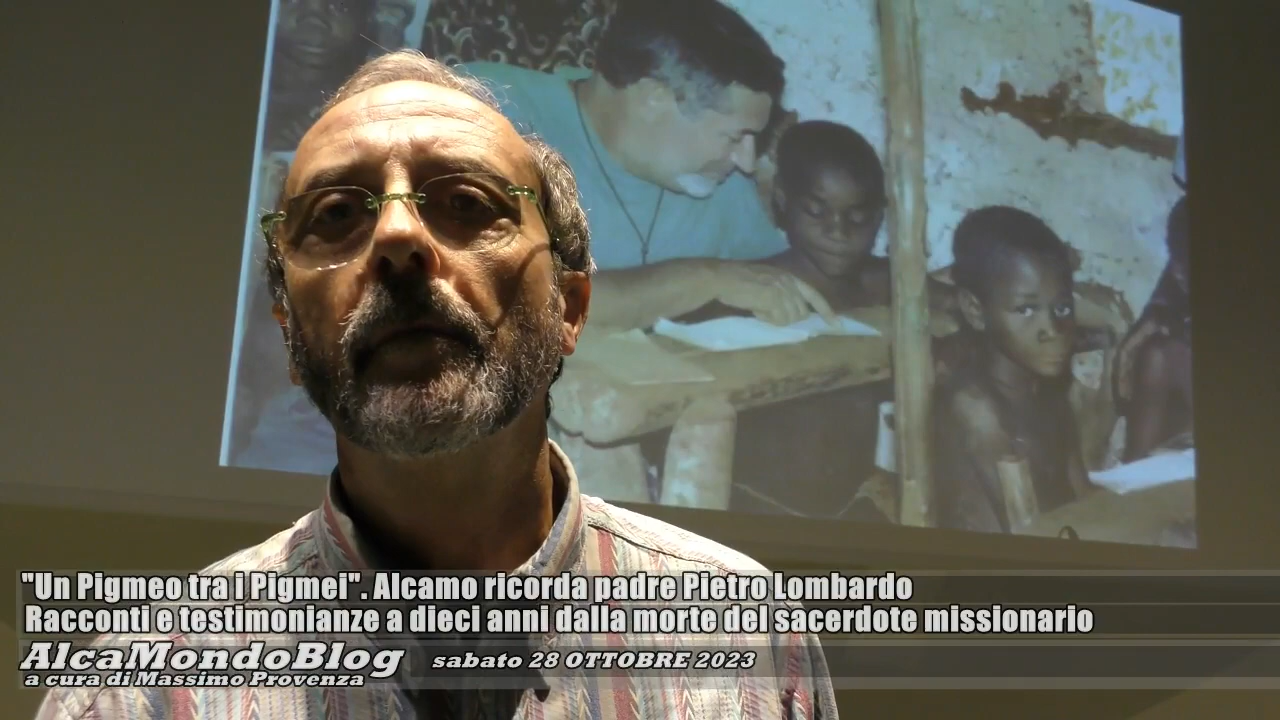 "Un Pigmeo tra i Pigmei". Alcamo ricorda padre Pietro Lombardo
Racconti e testimonianze a dieci anni dalla morte del sacerdote missionario
AlcaMondoBlog sabato 28 OTTOBRE 2023
a cura di Massimo Provenza